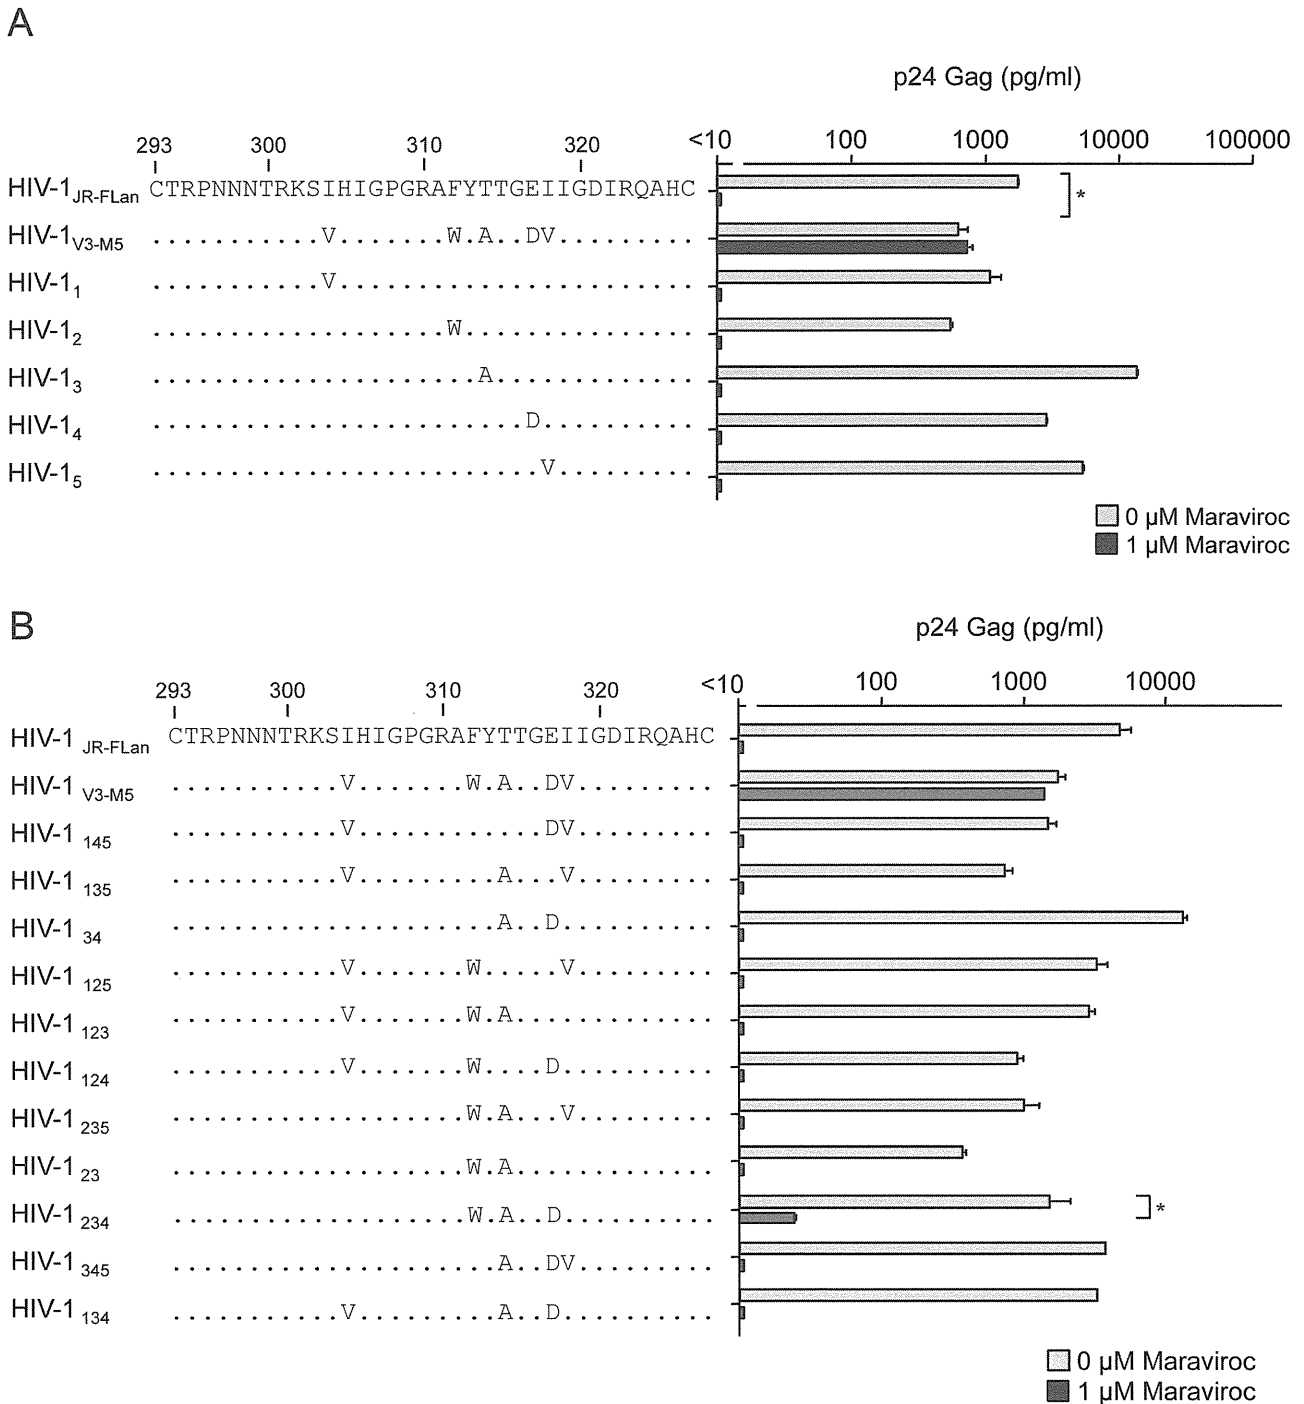 A
p24 Gag (pg/ml)
293 300 310 320 <10 100 1000 10000 100000
HIV-1JR-FLan CTRPNNNTRKSIHIGPGRAFYTTGEIIGDIRQAHC *
HIV-1V3-M5 ...........V.......W.A..DV.........
HIV-11 ...........V.......................
HIV-12 ...................W...............
HIV-13 .....................A.............
HIV-14 ........................D..........
HIV-15 .........................V.........
0 µM Maraviroc
1 µM Maraviroc
B
p24 Gag (pg/ml)
293 300 310 320 <10 100 1000 10000
HIV-1 JR-FLan CTRPNNNTRKSIHIGPGRAFYTTGEIIGDIRQAHC
HIV-1 V3-M5 ...........V.......W.A..DV.........
HIV-1 145 ...........V............DV.........
HIV-1 135 ...........V.........A...V.........
HIV-1 34 .....................A..D..........
HIV-1 125 ...........V.......W.....V.........
HIV-1 123 ...........V.......W.A.............
HIV-1 124 ...........V.......W....D..........
HIV-1 235 ...................W.A...V.........
HIV-1 23 ...................W.A.............
HIV-1 234 ...................W.A..D.......... *
HIV-1 345 .....................A..DV.........
HIV-1 134 ...........V.........A..D..........
0 µM Maraviroc
1 µM Maraviroc